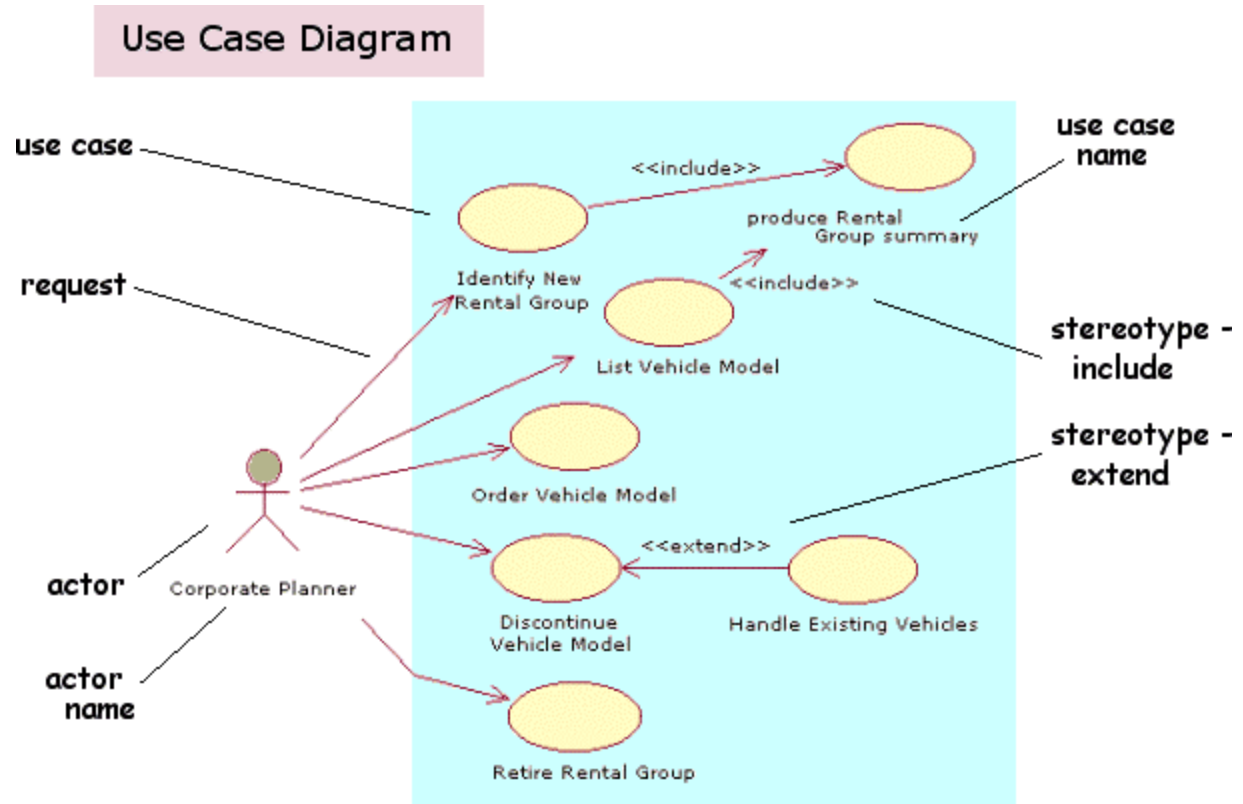 Use Case Diagram
use case
request
actor
actor
name
<<include>>
use case
name
produce Rental
Group summary
Identify New
Rental Group
<<include>>
stereotype -
include
List Vehicle Model
stereotype -
extend
Order Vehicle Model
<<extend>>
Corporate Planner
Discontinue
Vehicle Model
Handle Existing Vehicles
Retire Rental Group